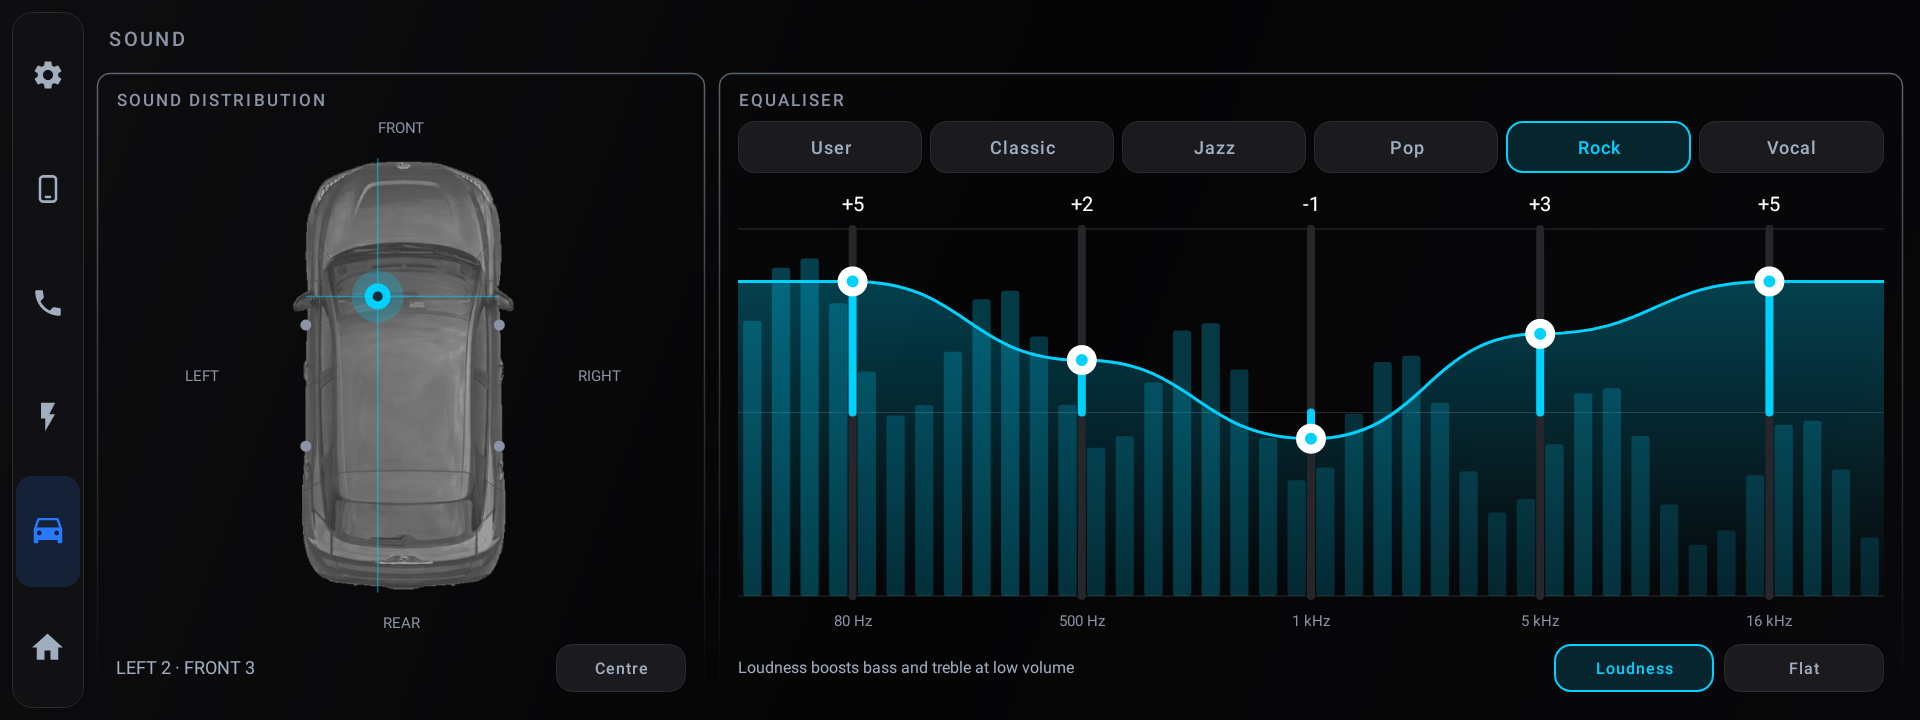 SOUND
SOUND DISTRIBUTION
FRONT
LEFT
RIGHT
REAR
LEFT 2 · FRONT 3
Centre
EQUALISER
User
Classic
Jazz
Pop
Rock
Vocal
+5
+2
-1
+3
+5
80 Hz
500 Hz
1 kHz
5 kHz
16 kHz
Loudness boosts bass and treble at low volume
Loudness
Flat